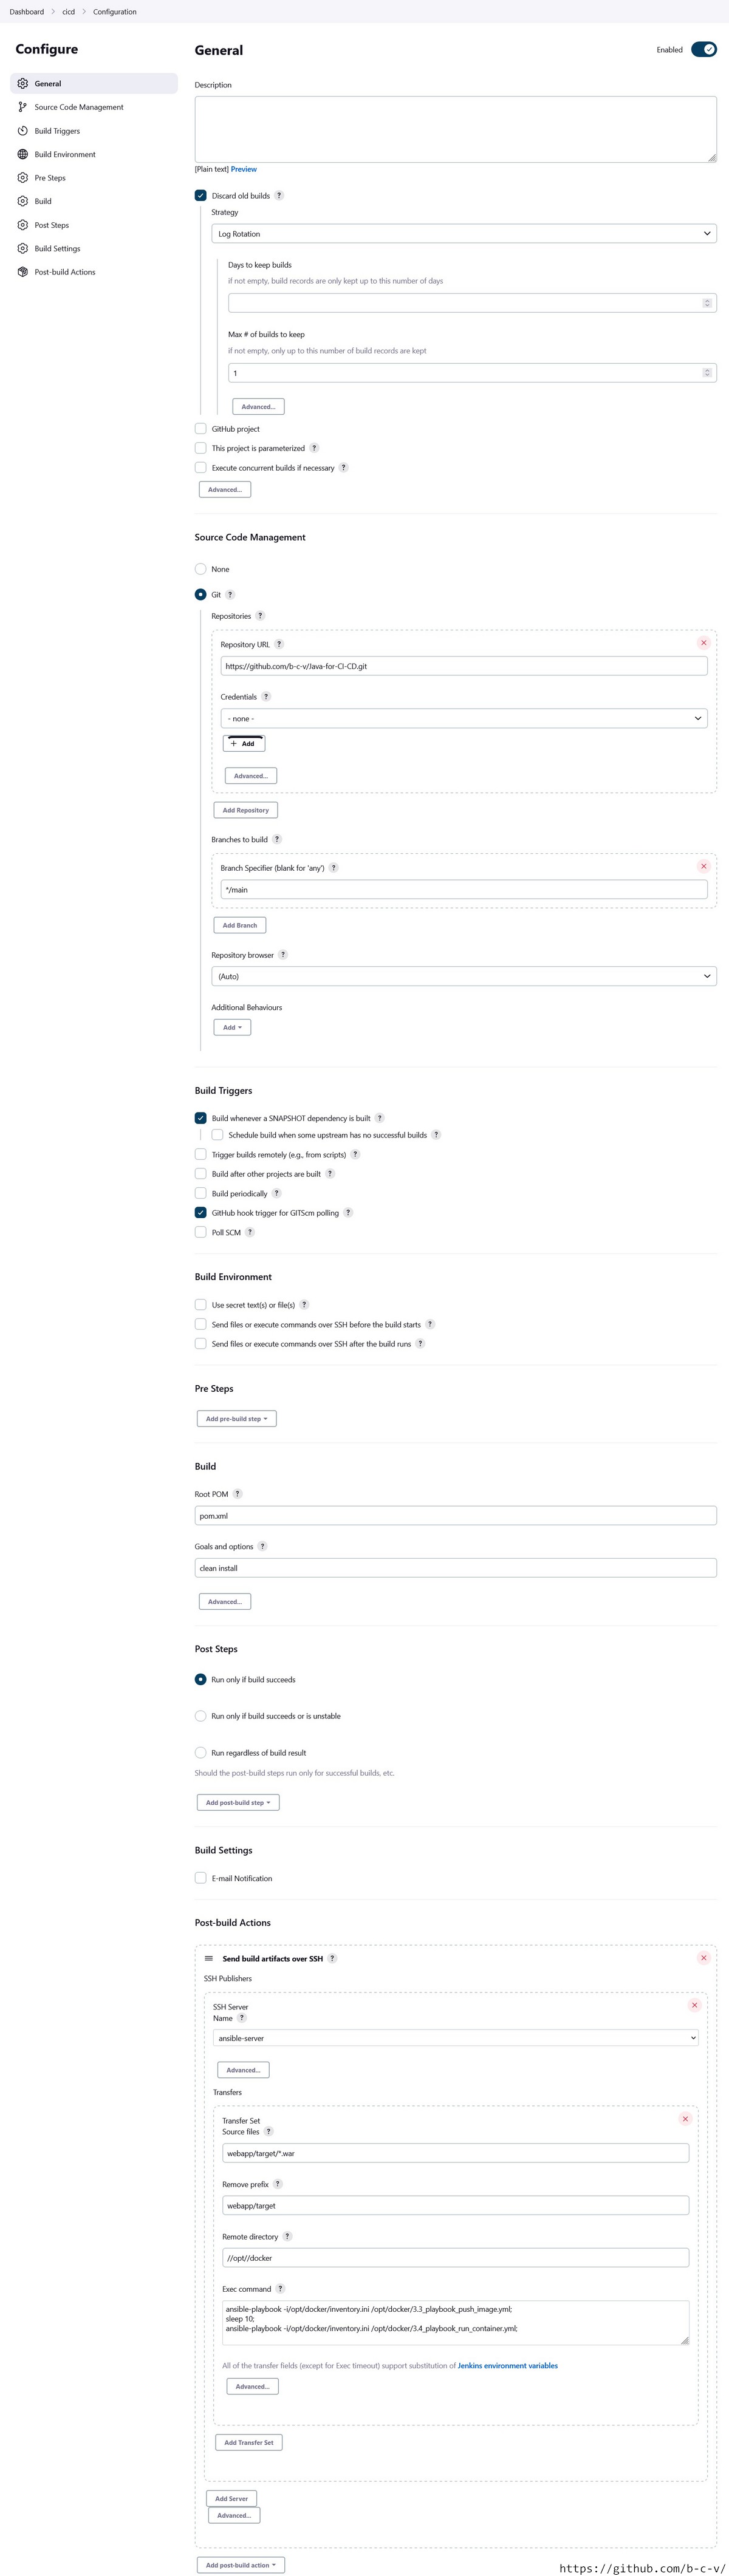 Dashboard > cicd > Configuration
Configure
General
Source Code Management
Build Triggers
Build Environment
Pre Steps
Build
Post Steps
Build Settings
Post-build Actions
General
Enabled
Description
[Plain text] Preview
Discard old builds ?
Strategy
Log Rotation
Days to keep builds
if not empty, build records are only kept up to this number of days
Max # of builds to keep
if not empty, only up to this number of build records are kept
1
Advanced...
GitHub project
This project is parameterized ?
Execute concurrent builds if necessary ?
Advanced...
Source Code Management
None
Git ?
Repositories ?
Repository URL ?
https://github.com/b-c-v/Java-for-CI-CD.git
Credentials ?
- none -
+ Add
Advanced...
Add Repository
Branches to build ?
Branch Specifier (blank for 'any') ?
*/main
Add Branch
Repository browser ?
(Auto)
Additional Behaviours
Add
Build Triggers
Build whenever a SNAPSHOT dependency is built ?
Schedule build when some upstream has no successful builds ?
Trigger builds remotely (e.g., from scripts) ?
Build after other projects are built ?
Build periodically ?
GitHub hook trigger for GITScm polling ?
Poll SCM ?
Build Environment
Use secret text(s) or file(s) ?
Send files or execute commands over SSH before the build starts ?
Send files or execute commands over SSH after the build runs ?
Pre Steps
Add pre-build step
Build
Root POM ?
pom.xml
Goals and options ?
clean install
Advanced...
Post Steps
Run only if build succeeds
Run only if build succeeds or is unstable
Run regardless of build result
Should the post-build steps run only for successful builds, etc.
Add post-build step
Build Settings
E-mail Notification
Post-build Actions
Send build artifacts over SSH ?
SSH Publishers
SSH Server
Name ?
ansible-server
Advanced...
Transfers
Transfer Set
Source files ?
webapp/target/*.war
Remove prefix ?
webapp/target
Remote directory ?
//opt//docker
Exec command ?
ansible-playbook -i/opt/docker/inventory.ini /opt/docker/3.3_playbook_push_image.yml;
sleep 10;
ansible-playbook -i/opt/docker/inventory.ini /opt/docker/3.4_playbook_run_container.yml;
All of the transfer fields (except for Exec timeout) support substitution of Jenkins environment variables
Advanced...
Add Transfer Set
Add Server
Advanced...
Add post-build action
https://github.com/b-c-v/